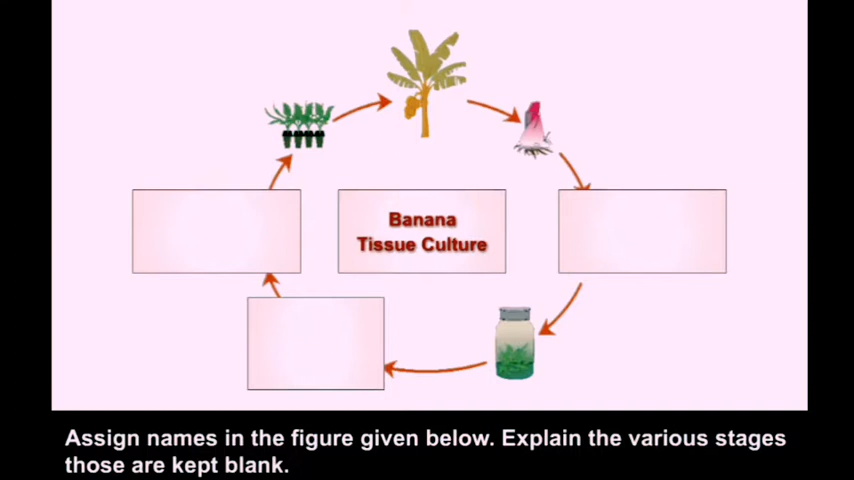 Banana
Tissue Culture
Assign names in the figure given below. Explain the various stages
those are kept blank.